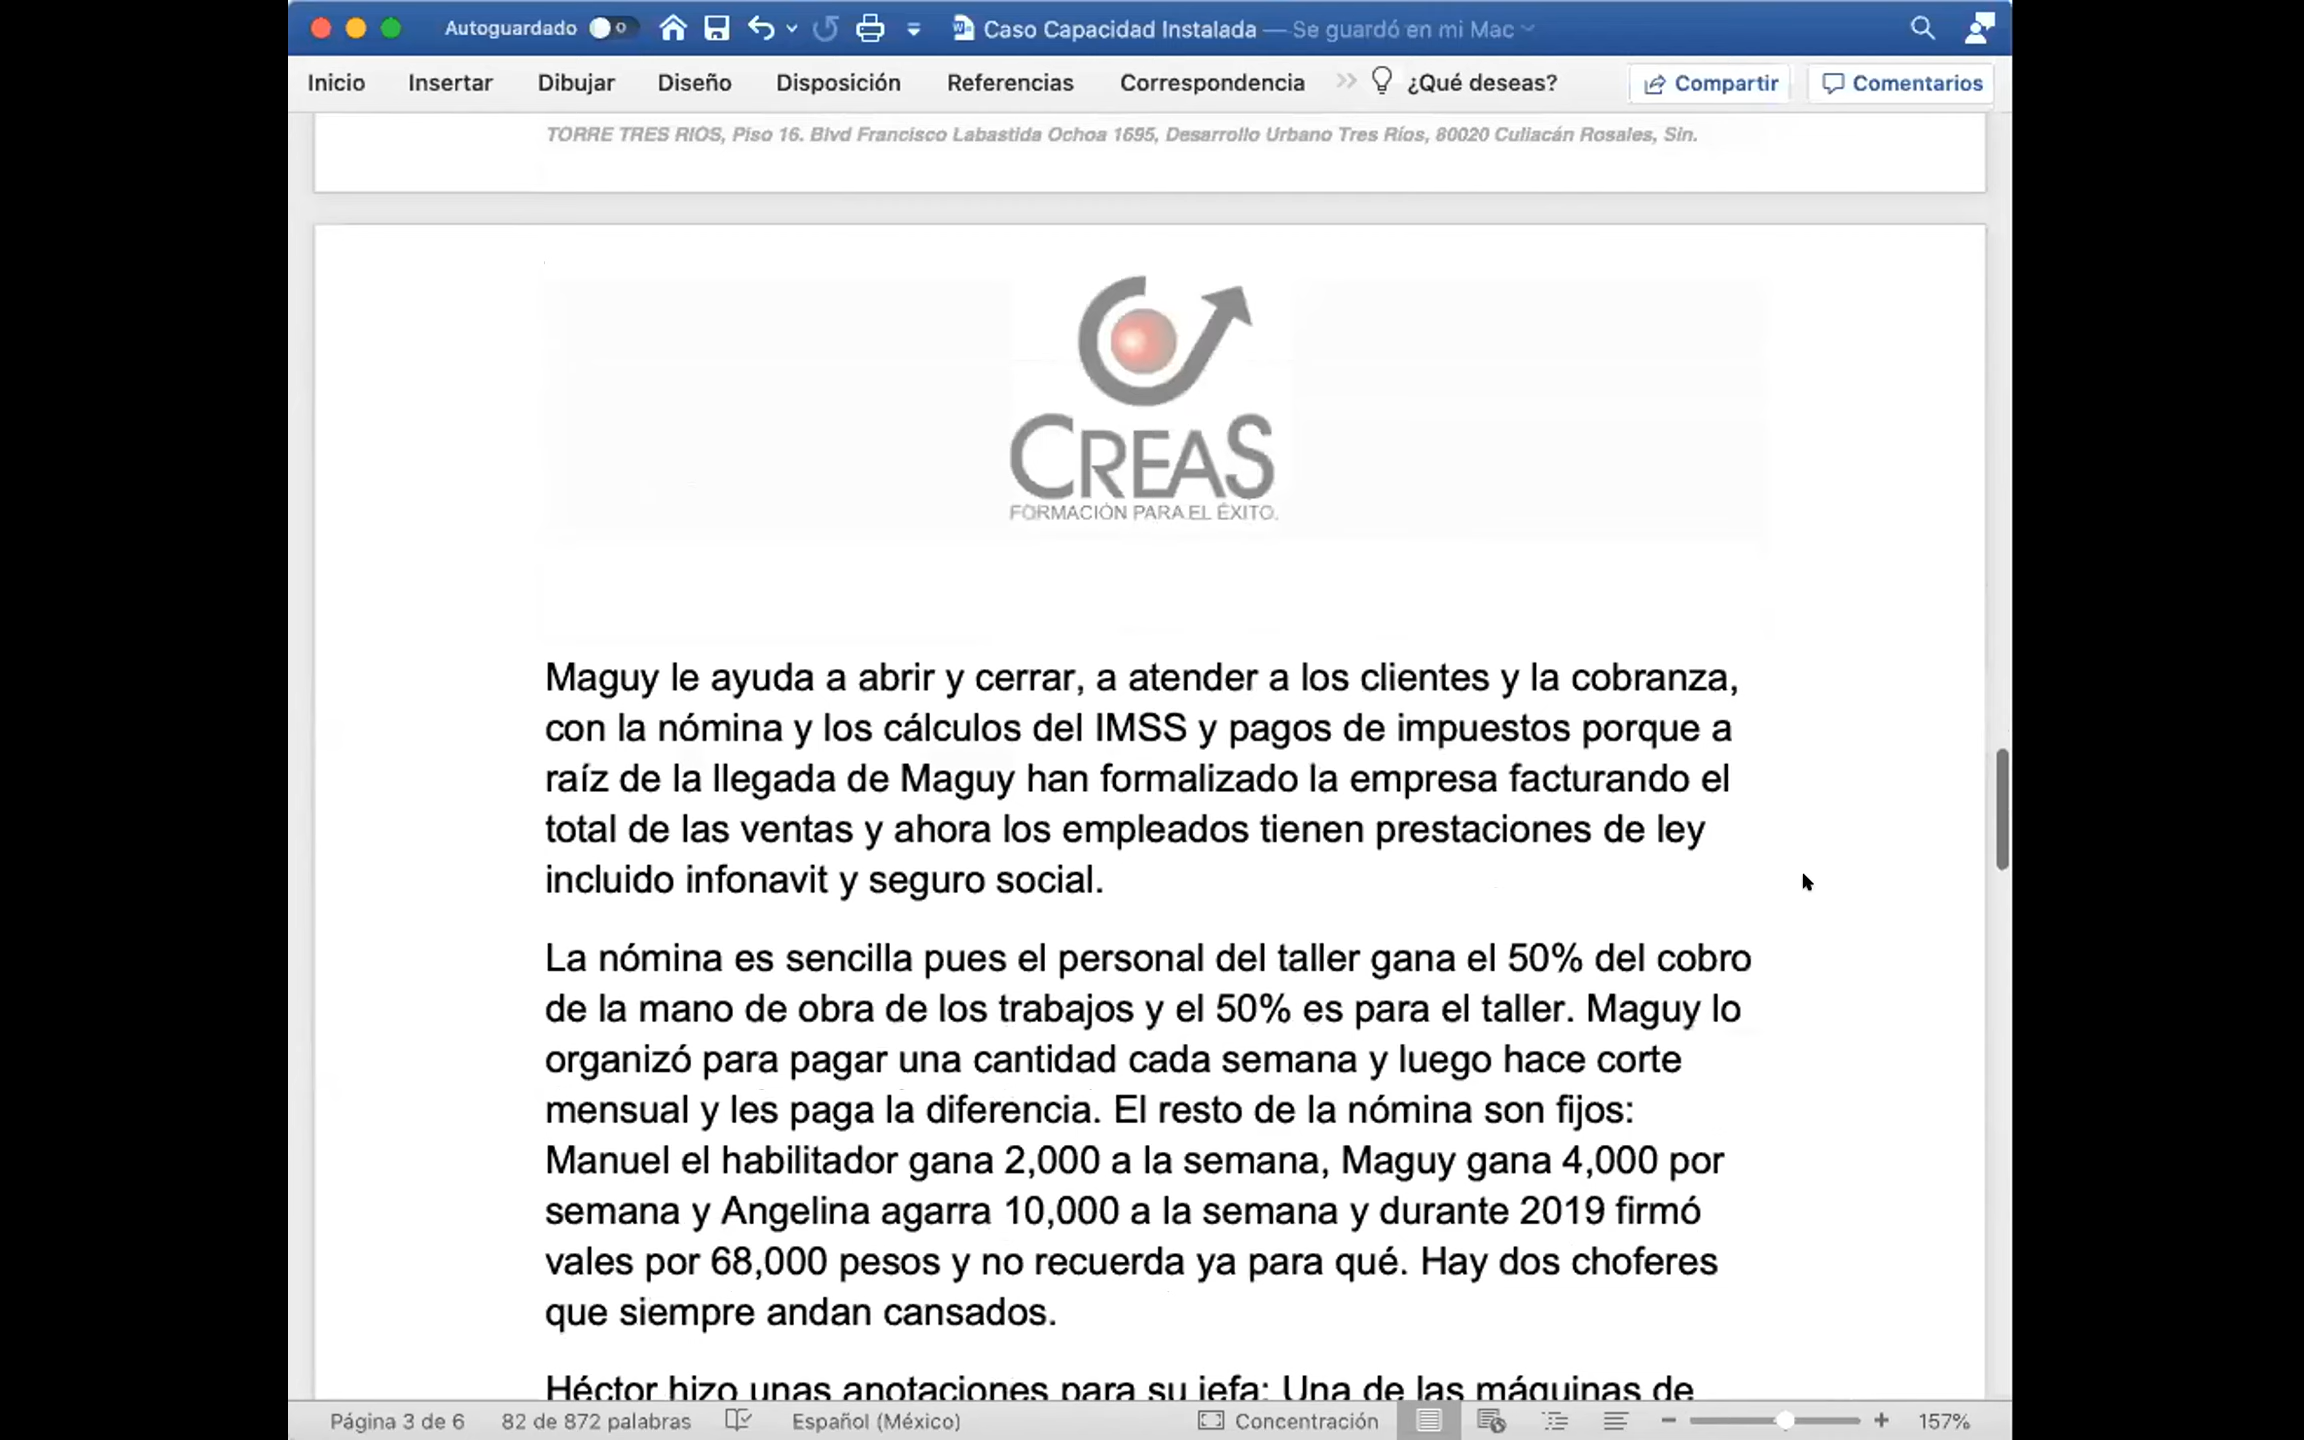 Autoguardado
Caso Capacidad Instalada — Se guardó en mi Mac
Inicio Insertar Dibujar Diseño Disposición Referencias Correspondencia ¿Qué deseas? Compartir Comentarios
TORRE TRES RIOS, Piso 16. Blvd Francisco Labastida Ochoa 1695, Desarrollo Urbano Tres Ríos, 80020 Culiacán Rosales, Sin.
CREAS
FORMACIÓN PARA EL ÉXITO.
Maguy le ayuda a abrir y cerrar, a atender a los clientes y la cobranza,
con la nómina y los cálculos del IMSS y pagos de impuestos porque a
raíz de la llegada de Maguy han formalizado la empresa facturando el
total de las ventas y ahora los empleados tienen prestaciones de ley
incluido infonavit y seguro social.
La nómina es sencilla pues el personal del taller gana el 50% del cobro
de la mano de obra de los trabajos y el 50% es para el taller. Maguy lo
organizó para pagar una cantidad cada semana y luego hace corte
mensual y les paga la diferencia. El resto de la nómina son fijos:
Manuel el habilitador gana 2,000 a la semana, Maguy gana 4,000 por
semana y Angelina agarra 10,000 a la semana y durante 2019 firmó
vales por 68,000 pesos y no recuerda ya para qué. Hay dos choferes
que siempre andan cansados.
Héctor hizo unas anotaciones para su jefa: Una de las máquinas de
Página 3 de 6 82 de 872 palabras Español (México) Concentración 157%